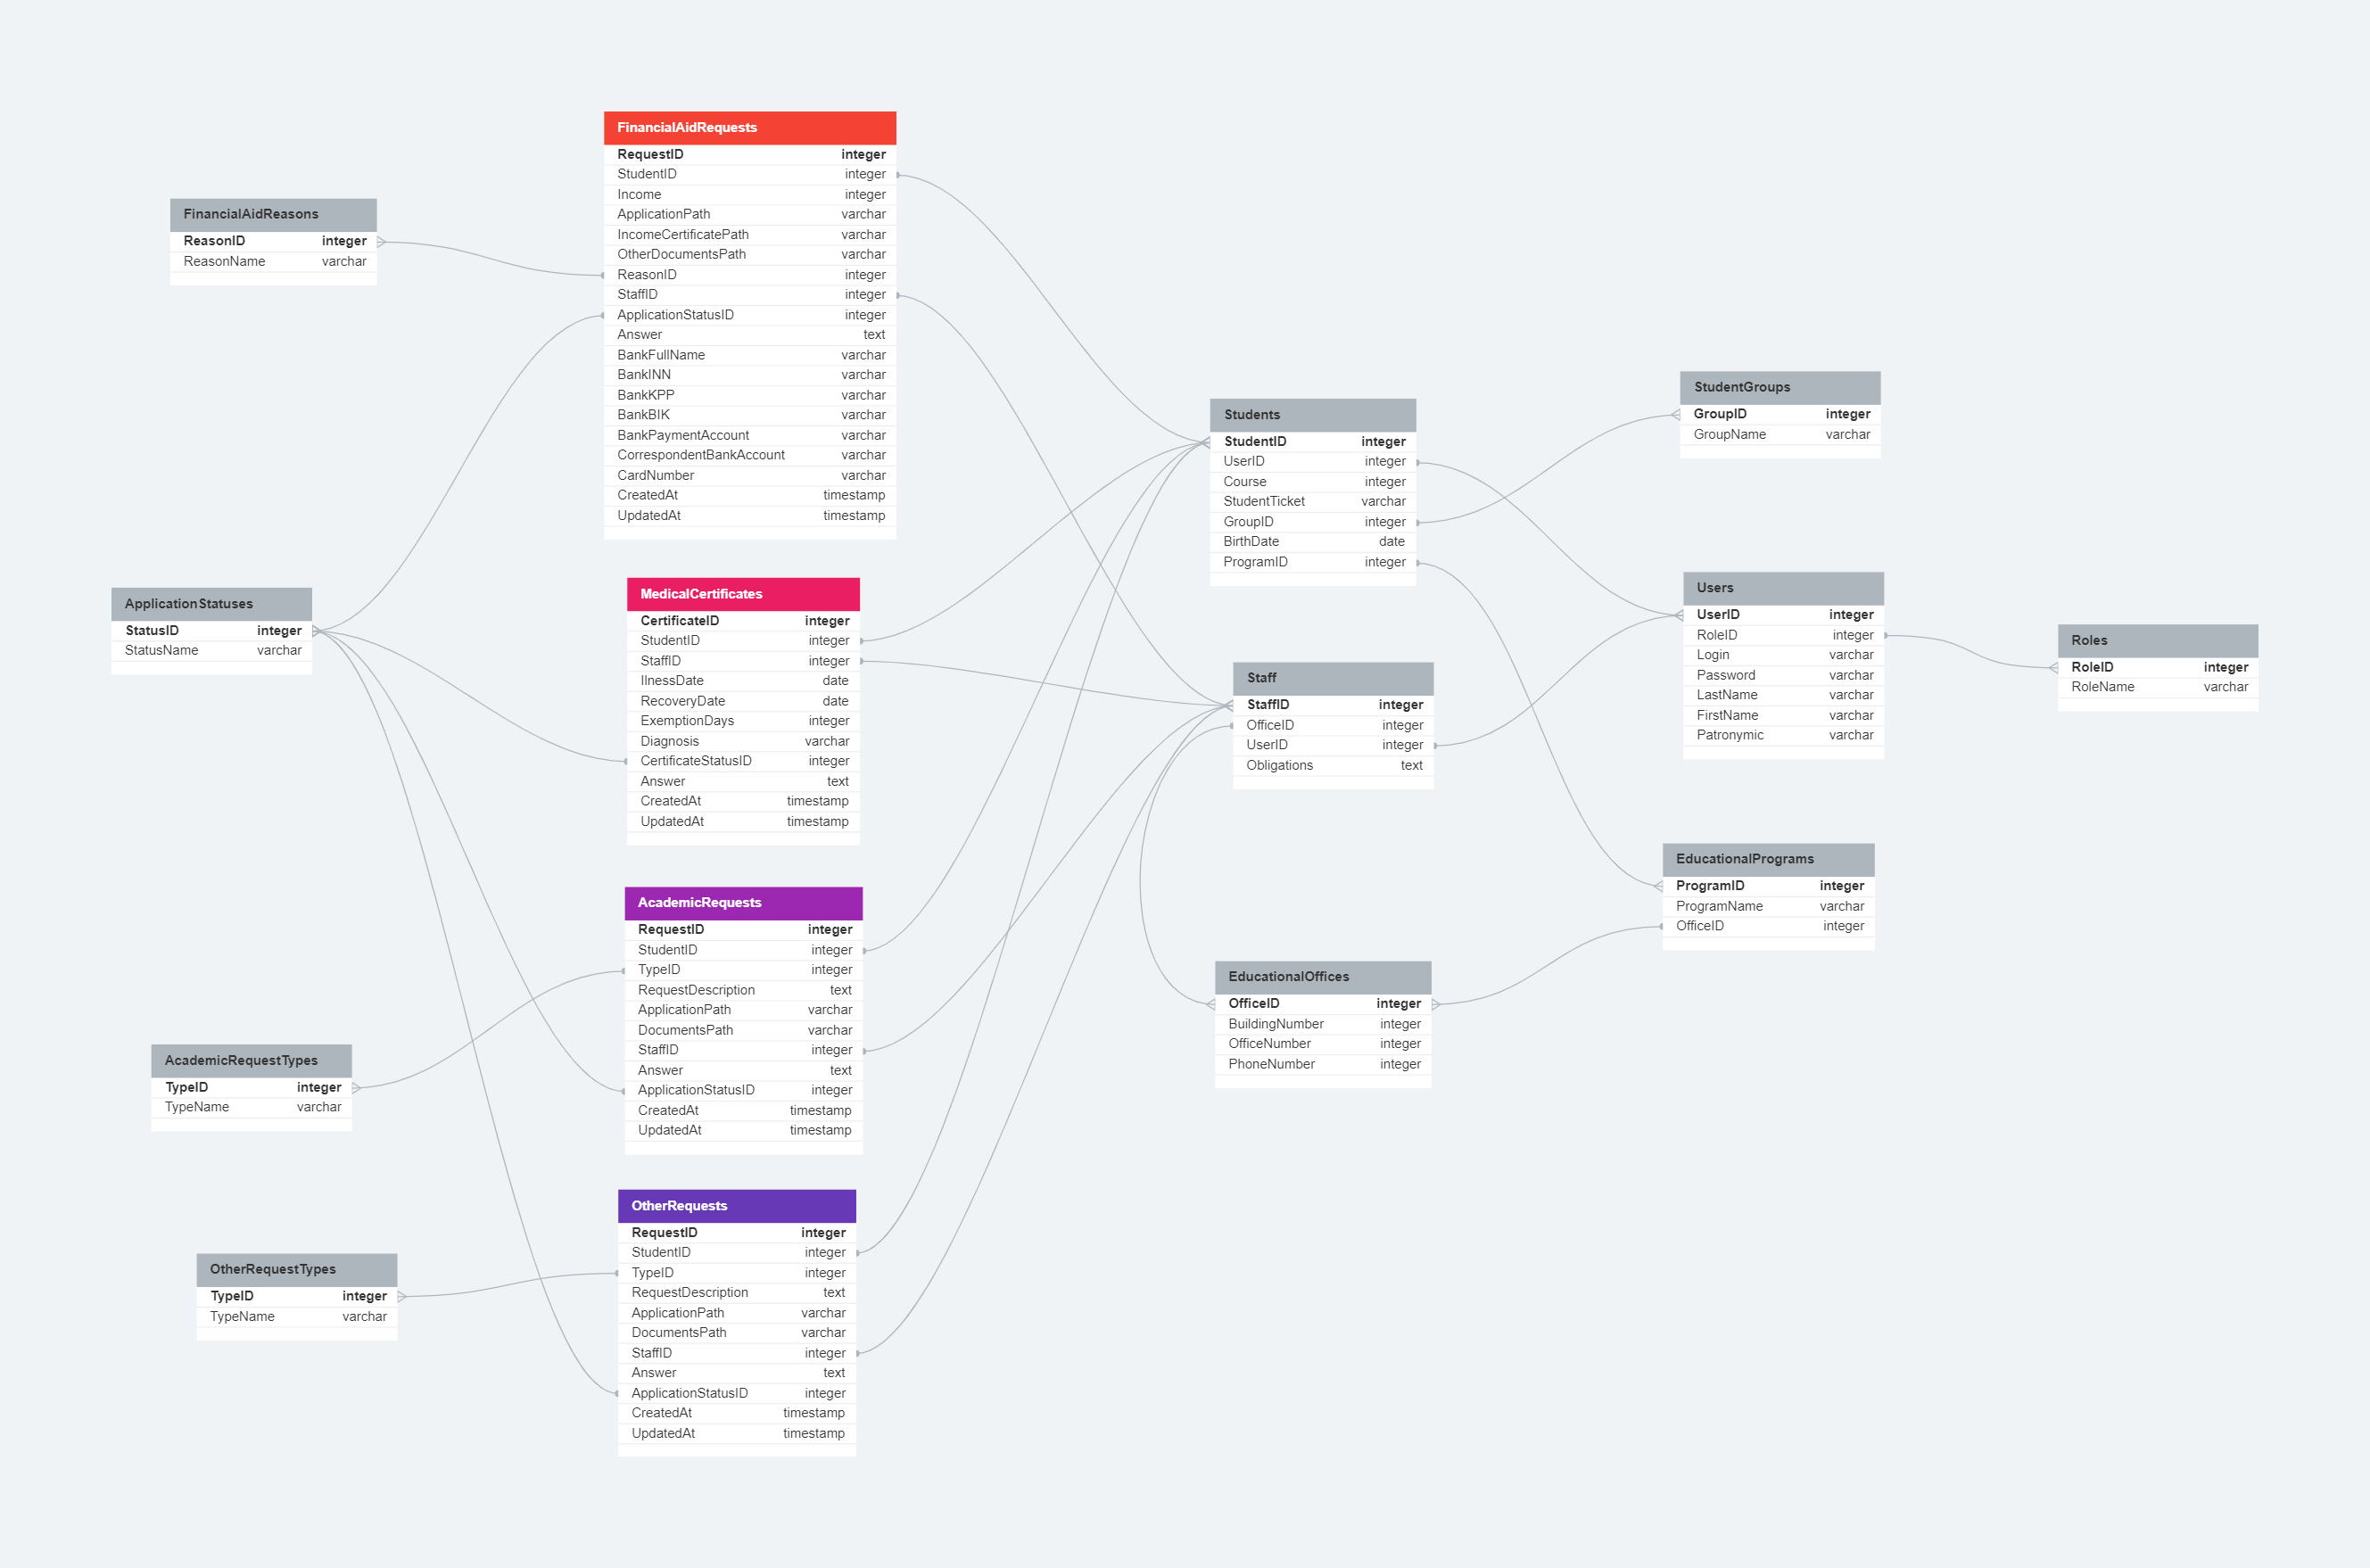 FinancialAidRequests
RequestID integer
StudentID integer
Income integer
ApplicationPath varchar
IncomeCertificatePath varchar
OtherDocumentsPath varchar
ReasonID integer
StaffID integer
ApplicationStatusID integer
Answer text
BankFullName varchar
BankINN varchar
BankKPP varchar
BankBIK varchar
BankPaymentAccount varchar
CorrespondentBankAccount varchar
CardNumber varchar
CreatedAt timestamp
UpdatedAt timestamp
FinancialAidReasons
ReasonID integer
ReasonName varchar
ApplicationStatuses
StatusID integer
StatusName varchar
MedicalCertificates
CertificateID integer
StudentID integer
StaffID integer
IlnessDate date
RecoveryDate date
ExemptionDays integer
Diagnosis varchar
CertificateStatusID integer
Answer text
CreatedAt timestamp
UpdatedAt timestamp
AcademicRequests
RequestID integer
StudentID integer
TypeID integer
RequestDescription text
ApplicationPath varchar
DocumentsPath varchar
StaffID integer
Answer text
ApplicationStatusID integer
CreatedAt timestamp
UpdatedAt timestamp
AcademicRequestTypes
TypeID integer
TypeName varchar
OtherRequestTypes
TypeID integer
TypeName varchar
OtherRequests
RequestID integer
StudentID integer
TypeID integer
RequestDescription text
ApplicationPath varchar
DocumentsPath varchar
StaffID integer
Answer text
ApplicationStatusID integer
CreatedAt timestamp
UpdatedAt timestamp
Students
StudentID integer
UserID integer
Course integer
StudentTicket varchar
GroupID integer
BirthDate date
ProgramID integer
Staff
StaffID integer
OfficeID integer
UserID integer
Obligations text
EducationalOffices
OfficeID integer
BuildingNumber integer
OfficeNumber integer
PhoneNumber integer
StudentGroups
GroupID integer
GroupName varchar
Users
UserID integer
RoleID integer
Login varchar
Password varchar
LastName varchar
FirstName varchar
Patronymic varchar
EducationalPrograms
ProgramID integer
ProgramName varchar
OfficeID integer
Roles
RoleID integer
RoleName varchar